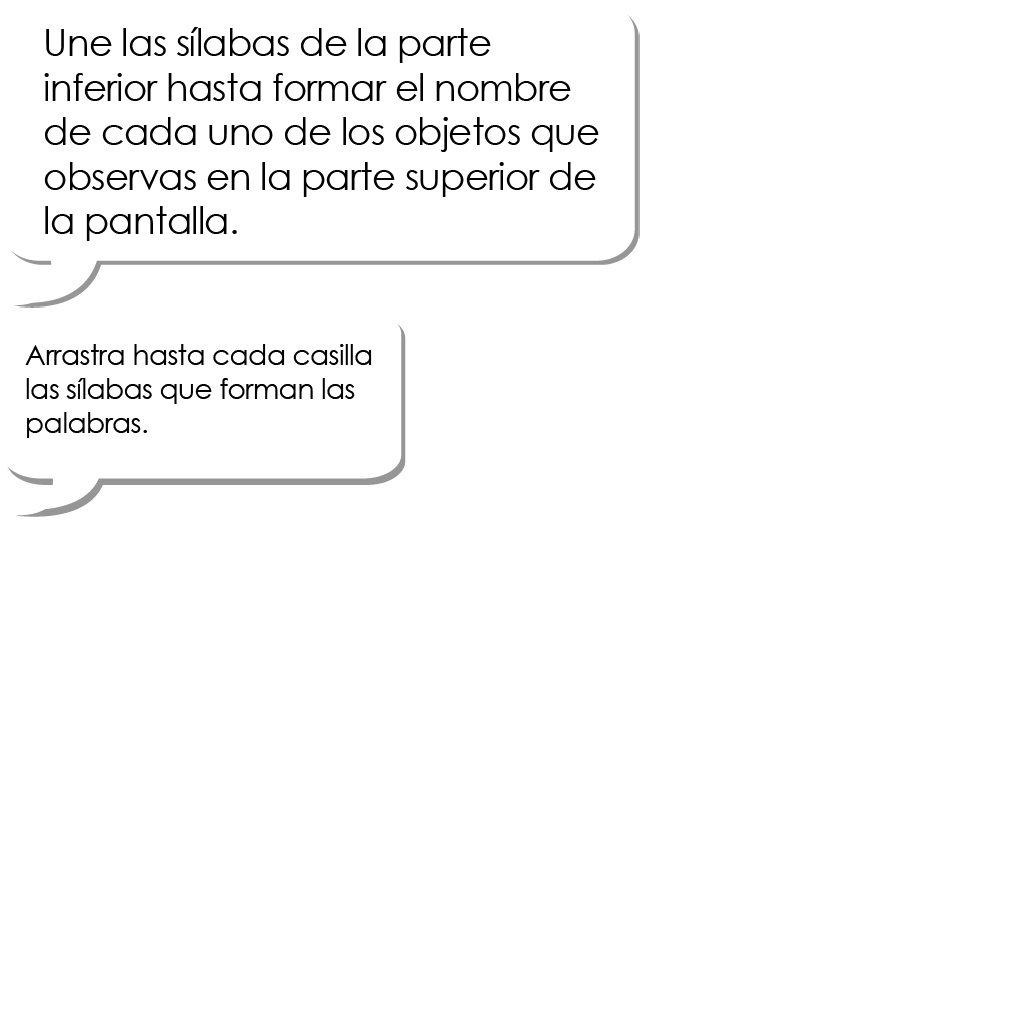 Une las sílabas de la parte
inferior hasta formar el nombre
de cada uno de los objetos que
observas en la parte superior de
la pantalla.
Arrastra hasta cada casilla
las sílabas que forman las
palabras.